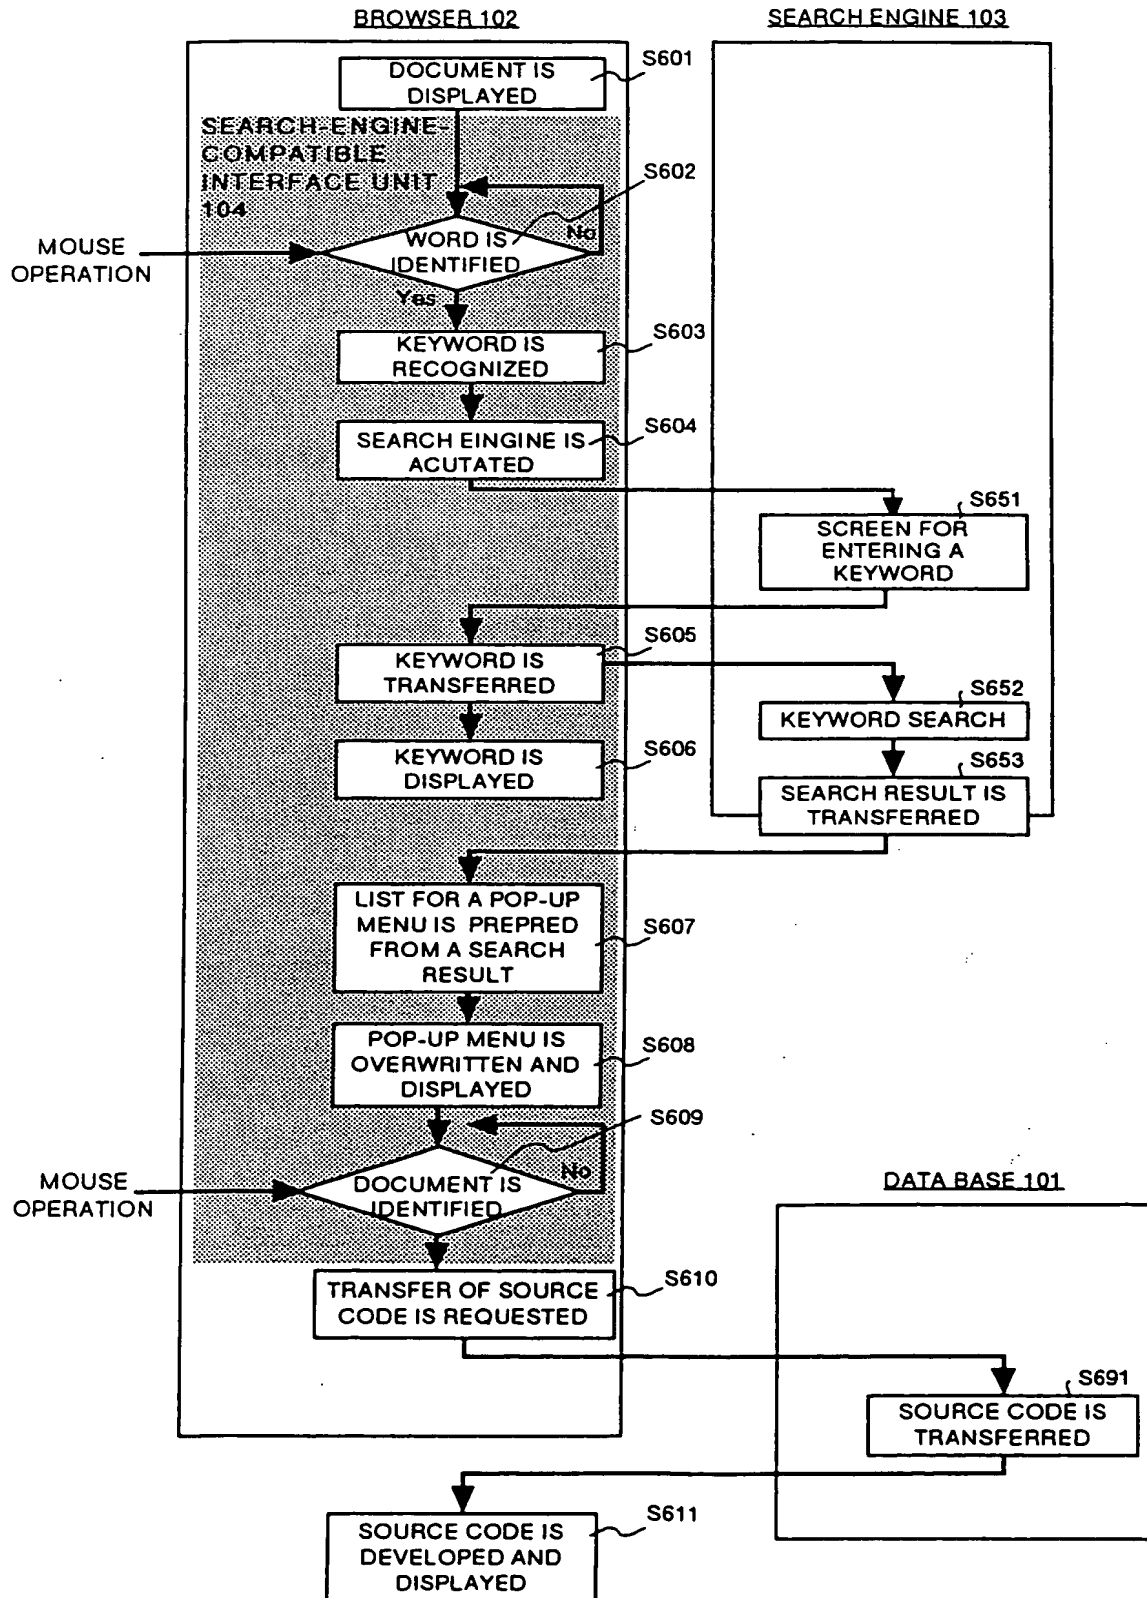 BROWSER 102
SEARCH ENGINE 103
S601
DOCUMENT IS
DISPLAYED
SEARCH-ENGINE-
COMPATIBLE
INTERFACE UNIT
104
S602
MOUSE
OPERATION
WORD IS
IDENTIFIED
No
Yes
S603
KEYWORD IS
RECOGNIZED
S604
SEARCH EINGINE IS
ACUTATED
S651
SCREEN FOR
ENTERING A
KEYWORD
S605
KEYWORD IS
TRANSFERRED
S652
KEYWORD SEARCH
S606
KEYWORD IS
DISPLAYED
S653
SEARCH RESULT IS
TRANSFERRED
LIST FOR A POP-UP
MENU IS PREPRED
FROM A SEARCH
RESULT
S607
POP-UP MENU IS
OVERWRITTEN AND
DISPLAYED
S608
S609
MOUSE
OPERATION
DOCUMENT IS
IDENTIFIED
No
DATA BASE 101
TRANSFER OF SOURCE
CODE IS REQUESTED
S610
S691
SOURCE CODE IS
TRANSFERRED
S611
SOURCE CODE IS
DEVELOPED AND
DISPLAYED